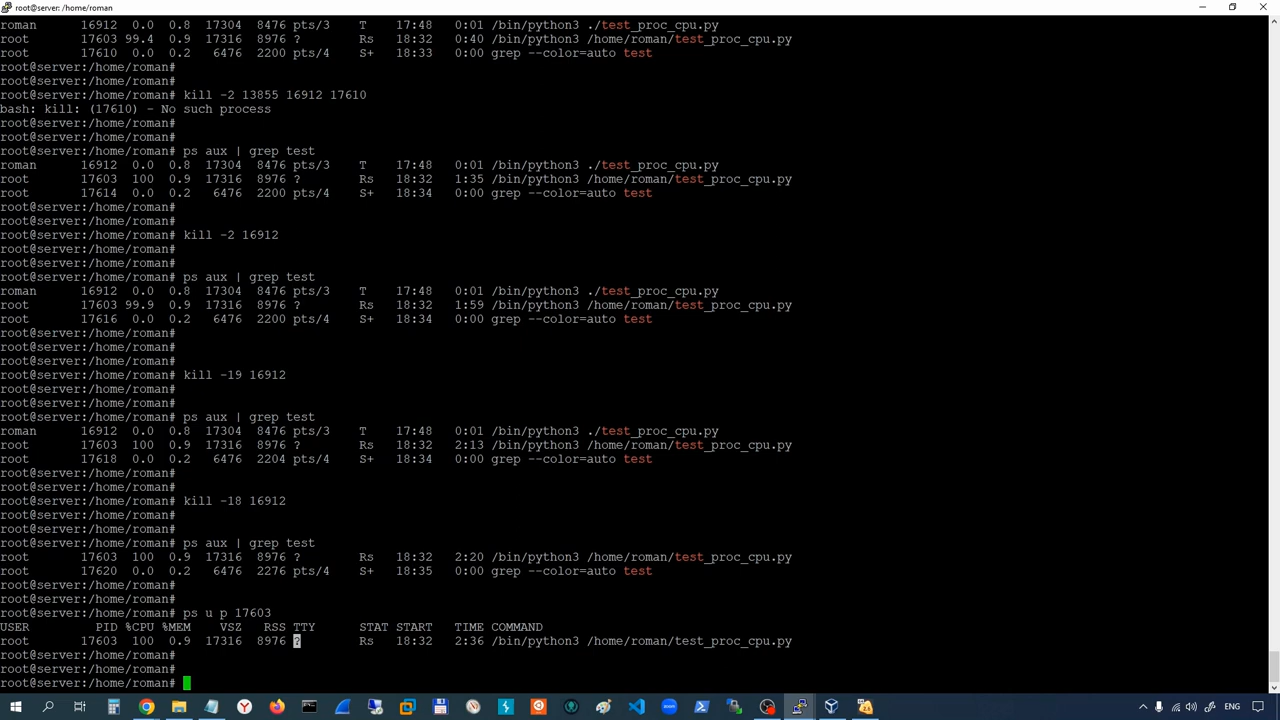 root@server:/home/roman
roman     16912  0.0  0.8  17304  8476 pts/3    T    17:48   0:01 /bin/python3 ./test_proc_cpu.py
root      17603 99.4  0.9  17316  8976 ?        Rs   18:32   0:40 /bin/python3 /home/roman/test_proc_cpu.py
root      17610  0.0  0.2   6476  2200 pts/4    S+   18:33   0:00 grep --color=auto test
root@server:/home/roman#
root@server:/home/roman#
root@server:/home/roman# kill -2 13855 16912 17610
bash: kill: (17610) - No such process
root@server:/home/roman#
root@server:/home/roman#
root@server:/home/roman# ps aux | grep test
roman     16912  0.0  0.8  17304  8476 pts/3    T    17:48   0:01 /bin/python3 ./test_proc_cpu.py
root      17603  100  0.9  17316  8976 ?        Rs   18:32   1:35 /bin/python3 /home/roman/test_proc_cpu.py
root      17614  0.0  0.2   6476  2200 pts/4    S+   18:34   0:00 grep --color=auto test
root@server:/home/roman#
root@server:/home/roman#
root@server:/home/roman# kill -2 16912
root@server:/home/roman#
root@server:/home/roman#
root@server:/home/roman# ps aux | grep test
roman     16912  0.0  0.8  17304  8476 pts/3    T    17:48   0:01 /bin/python3 ./test_proc_cpu.py
root      17603 99.9  0.9  17316  8976 ?        Rs   18:32   1:59 /bin/python3 /home/roman/test_proc_cpu.py
root      17616  0.0  0.2   6476  2200 pts/4    S+   18:34   0:00 grep --color=auto test
root@server:/home/roman#
root@server:/home/roman#
root@server:/home/roman#
root@server:/home/roman# kill -19 16912
root@server:/home/roman#
root@server:/home/roman#
root@server:/home/roman# ps aux | grep test
roman     16912  0.0  0.8  17304  8476 pts/3    T    17:48   0:01 /bin/python3 ./test_proc_cpu.py
root      17603  100  0.9  17316  8976 ?        Rs   18:32   2:13 /bin/python3 /home/roman/test_proc_cpu.py
root      17618  0.0  0.2   6476  2204 pts/4    S+   18:34   0:00 grep --color=auto test
root@server:/home/roman#
root@server:/home/roman#
root@server:/home/roman# kill -18 16912
root@server:/home/roman#
root@server:/home/roman#
root@server:/home/roman# ps aux | grep test
root      17603  100  0.9  17316  8976 ?        Rs   18:32   2:20 /bin/python3 /home/roman/test_proc_cpu.py
root      17620  0.0  0.2   6476  2276 pts/4    S+   18:35   0:00 grep --color=auto test
root@server:/home/roman#
root@server:/home/roman#
root@server:/home/roman# ps u p 17603
USER        PID %CPU %MEM    VSZ   RSS TTY      STAT START   TIME COMMAND
root      17603  100  0.9  17316  8976 ?        Rs   18:32   2:36 /bin/python3 /home/roman/test_proc_cpu.py
root@server:/home/roman#
root@server:/home/roman#
root@server:/home/roman#
ENG